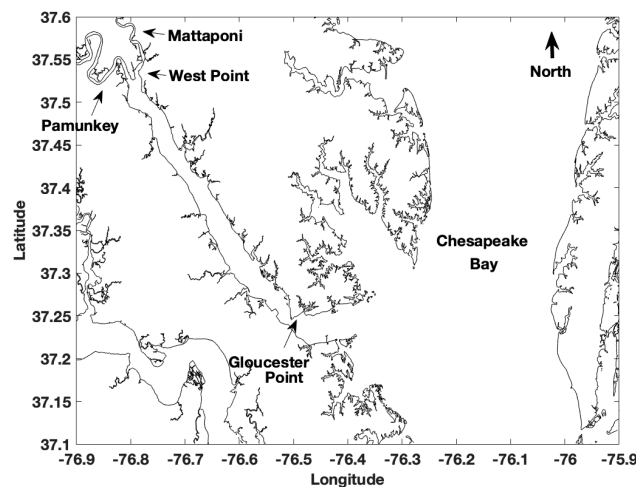 37.6
37.55
37.5
37.45
37.4
37.35
37.3
37.25
37.2
37.15
37.1
Latitude
Mattaponi
West Point
Pamunkey
North
Chesapeake
Bay
Gloucester
Point
-76.9 -76.8 -76.7 -76.6 -76.5 -76.4 -76.3 -76.2 -76.1 -76 -75.9
Longitude